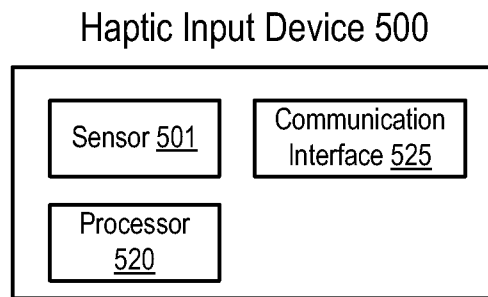 Haptic Input Device 500
Sensor 501
Communication
Interface 525
Processor
520